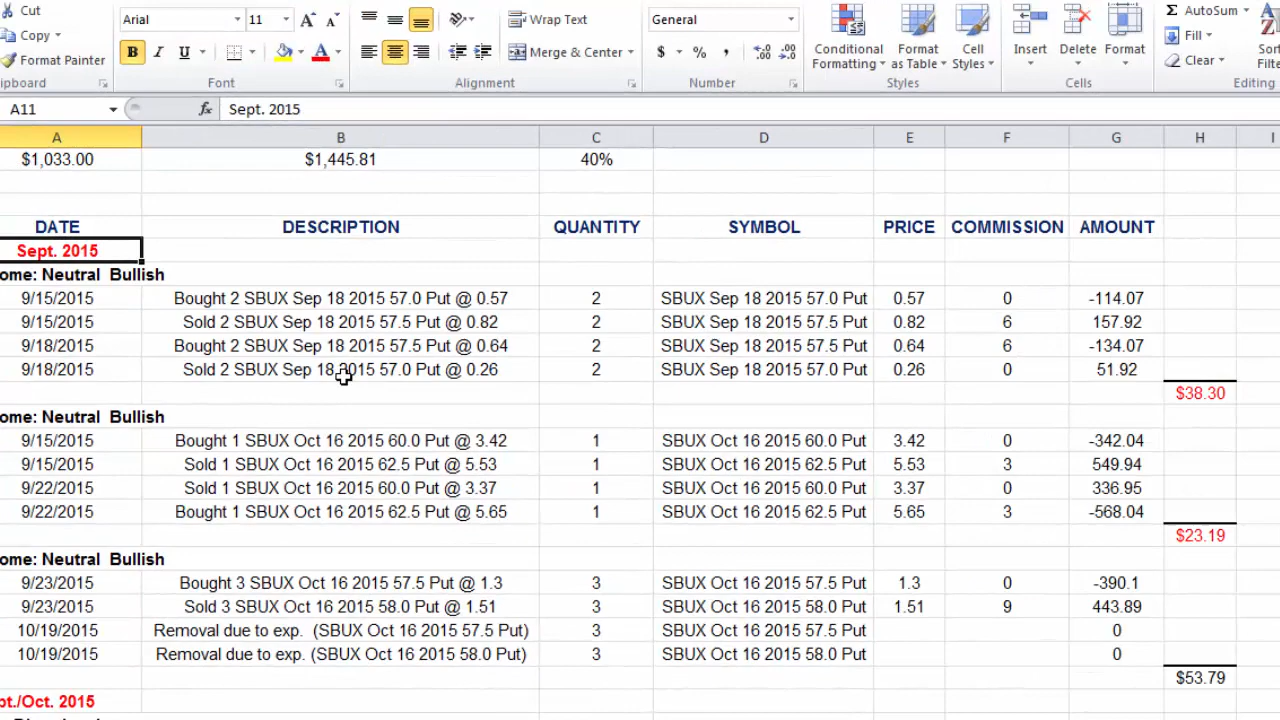 Cut
Copy
Format Painter
Arial 11
Wrap Text
Merge & Center
General
$ % ,
Conditional Formatting
Format as Table
Cell Styles
Insert Delete Format
Σ AutoSum
Fill
Clear
Font
Alignment
Number
Styles
Cells
Editing
A11 fx Sept. 2015
A B C D E F G H I
$1,033.00 $1,445.81 40%
DATE DESCRIPTION QUANTITY SYMBOL PRICE COMMISSION AMOUNT
Sept. 2015
ome: Neutral Bullish
9/15/2015 Bought 2 SBUX Sep 18 2015 57.0 Put @ 0.57 2 SBUX Sep 18 2015 57.0 Put 0.57 0 -114.07
9/15/2015 Sold 2 SBUX Sep 18 2015 57.5 Put @ 0.82 2 SBUX Sep 18 2015 57.5 Put 0.82 6 157.92
9/18/2015 Bought 2 SBUX Sep 18 2015 57.5 Put @ 0.64 2 SBUX Sep 18 2015 57.5 Put 0.64 6 -134.07
9/18/2015 Sold 2 SBUX Sep 18 2015 57.0 Put @ 0.26 2 SBUX Sep 18 2015 57.0 Put 0.26 0 51.92
$38.30
ome: Neutral Bullish
9/15/2015 Bought 1 SBUX Oct 16 2015 60.0 Put @ 3.42 1 SBUX Oct 16 2015 60.0 Put 3.42 0 -342.04
9/15/2015 Sold 1 SBUX Oct 16 2015 62.5 Put @ 5.53 1 SBUX Oct 16 2015 62.5 Put 5.53 3 549.94
9/22/2015 Sold 1 SBUX Oct 16 2015 60.0 Put @ 3.37 1 SBUX Oct 16 2015 60.0 Put 3.37 0 336.95
9/22/2015 Bought 1 SBUX Oct 16 2015 62.5 Put @ 5.65 1 SBUX Oct 16 2015 62.5 Put 5.65 3 -568.04
$23.19
ome: Neutral Bullish
9/23/2015 Bought 3 SBUX Oct 16 2015 57.5 Put @ 1.3 3 SBUX Oct 16 2015 57.5 Put 1.3 0 -390.1
9/23/2015 Sold 3 SBUX Oct 16 2015 58.0 Put @ 1.51 3 SBUX Oct 16 2015 58.0 Put 1.51 9 443.89
10/19/2015 Removal due to exp. (SBUX Oct 16 2015 57.5 Put) 3 SBUX Oct 16 2015 57.5 Put 0
10/19/2015 Removal due to exp. (SBUX Oct 16 2015 58.0 Put) 3 SBUX Oct 16 2015 58.0 Put 0
$53.79
pt./Oct. 2015